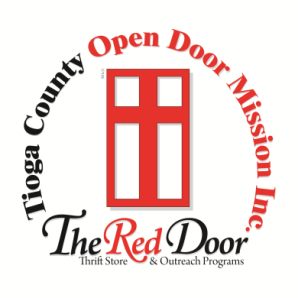 Tioga County Open Door Mission Inc.
The Red Door
Thrift Store & Outreach Programs